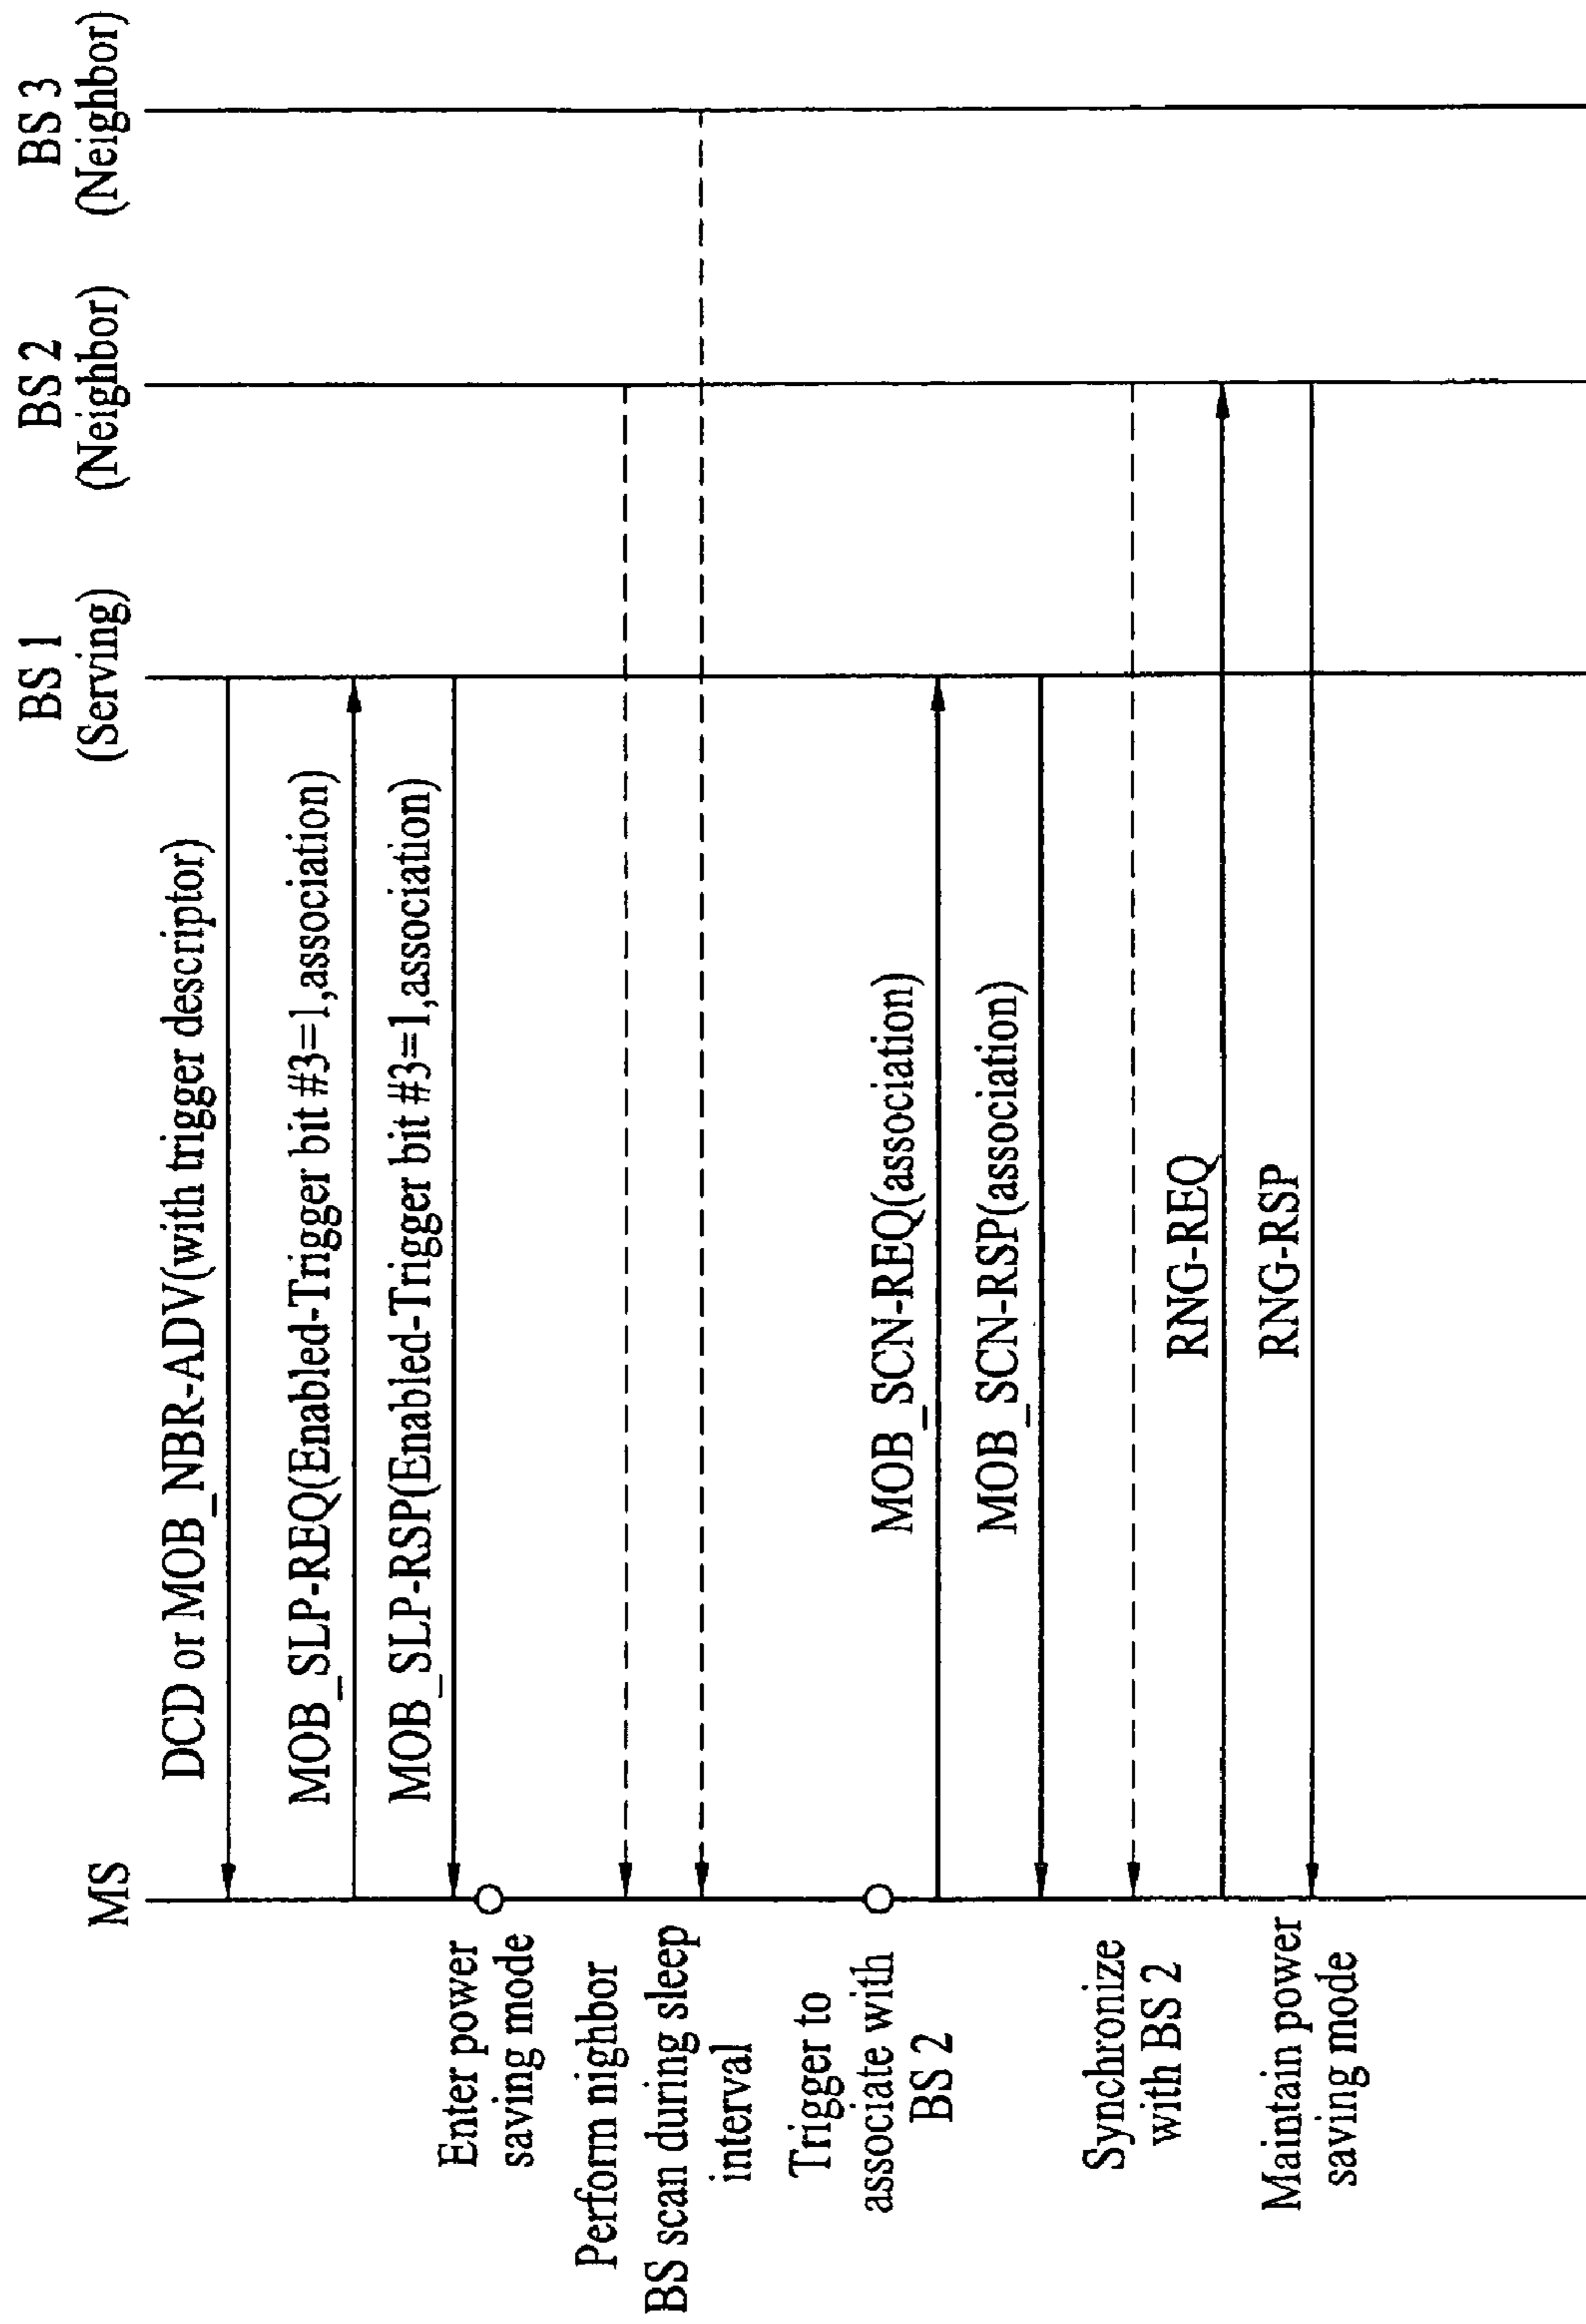 MS
BS 1
(Serving)
BS 2
(Neighbor)
BS 3
(Neighbor)
DCD or MOB_NBR-ADV(with trigger descriptor)
MOB_SLP-REQ(Enabled-Trigger bit #3=1,association)
MOB_SLP-RSP(Enabled-Trigger bit #3=1,association)
Enter power
saving mode
Perform nighbor
BS scan during sleep
interval
Trigger to
associate with
BS 2
MOB_SCN-REQ(association)
MOB_SCN-RSP(association)
Synchronize
with BS 2
RNG-REQ
RNG-RSP
Maintain power
saving mode